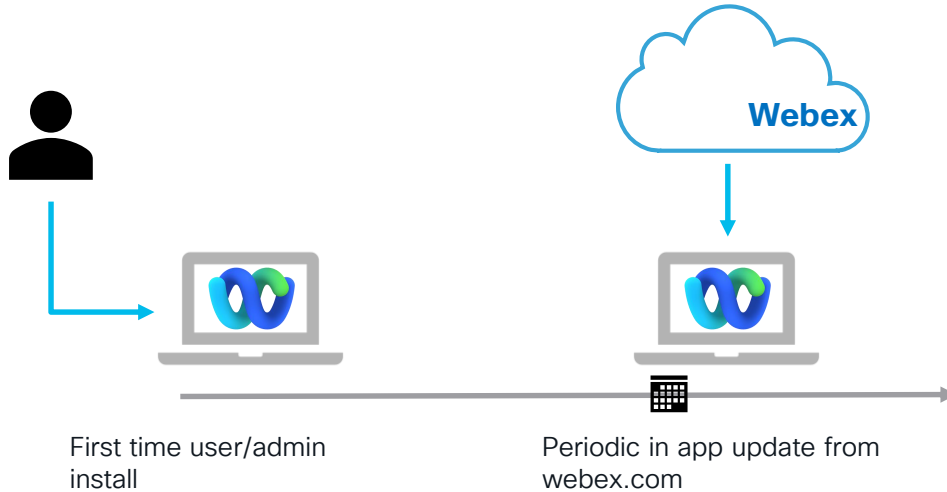 Webex
First time user/admin
install
Periodic in app update from
webex.com